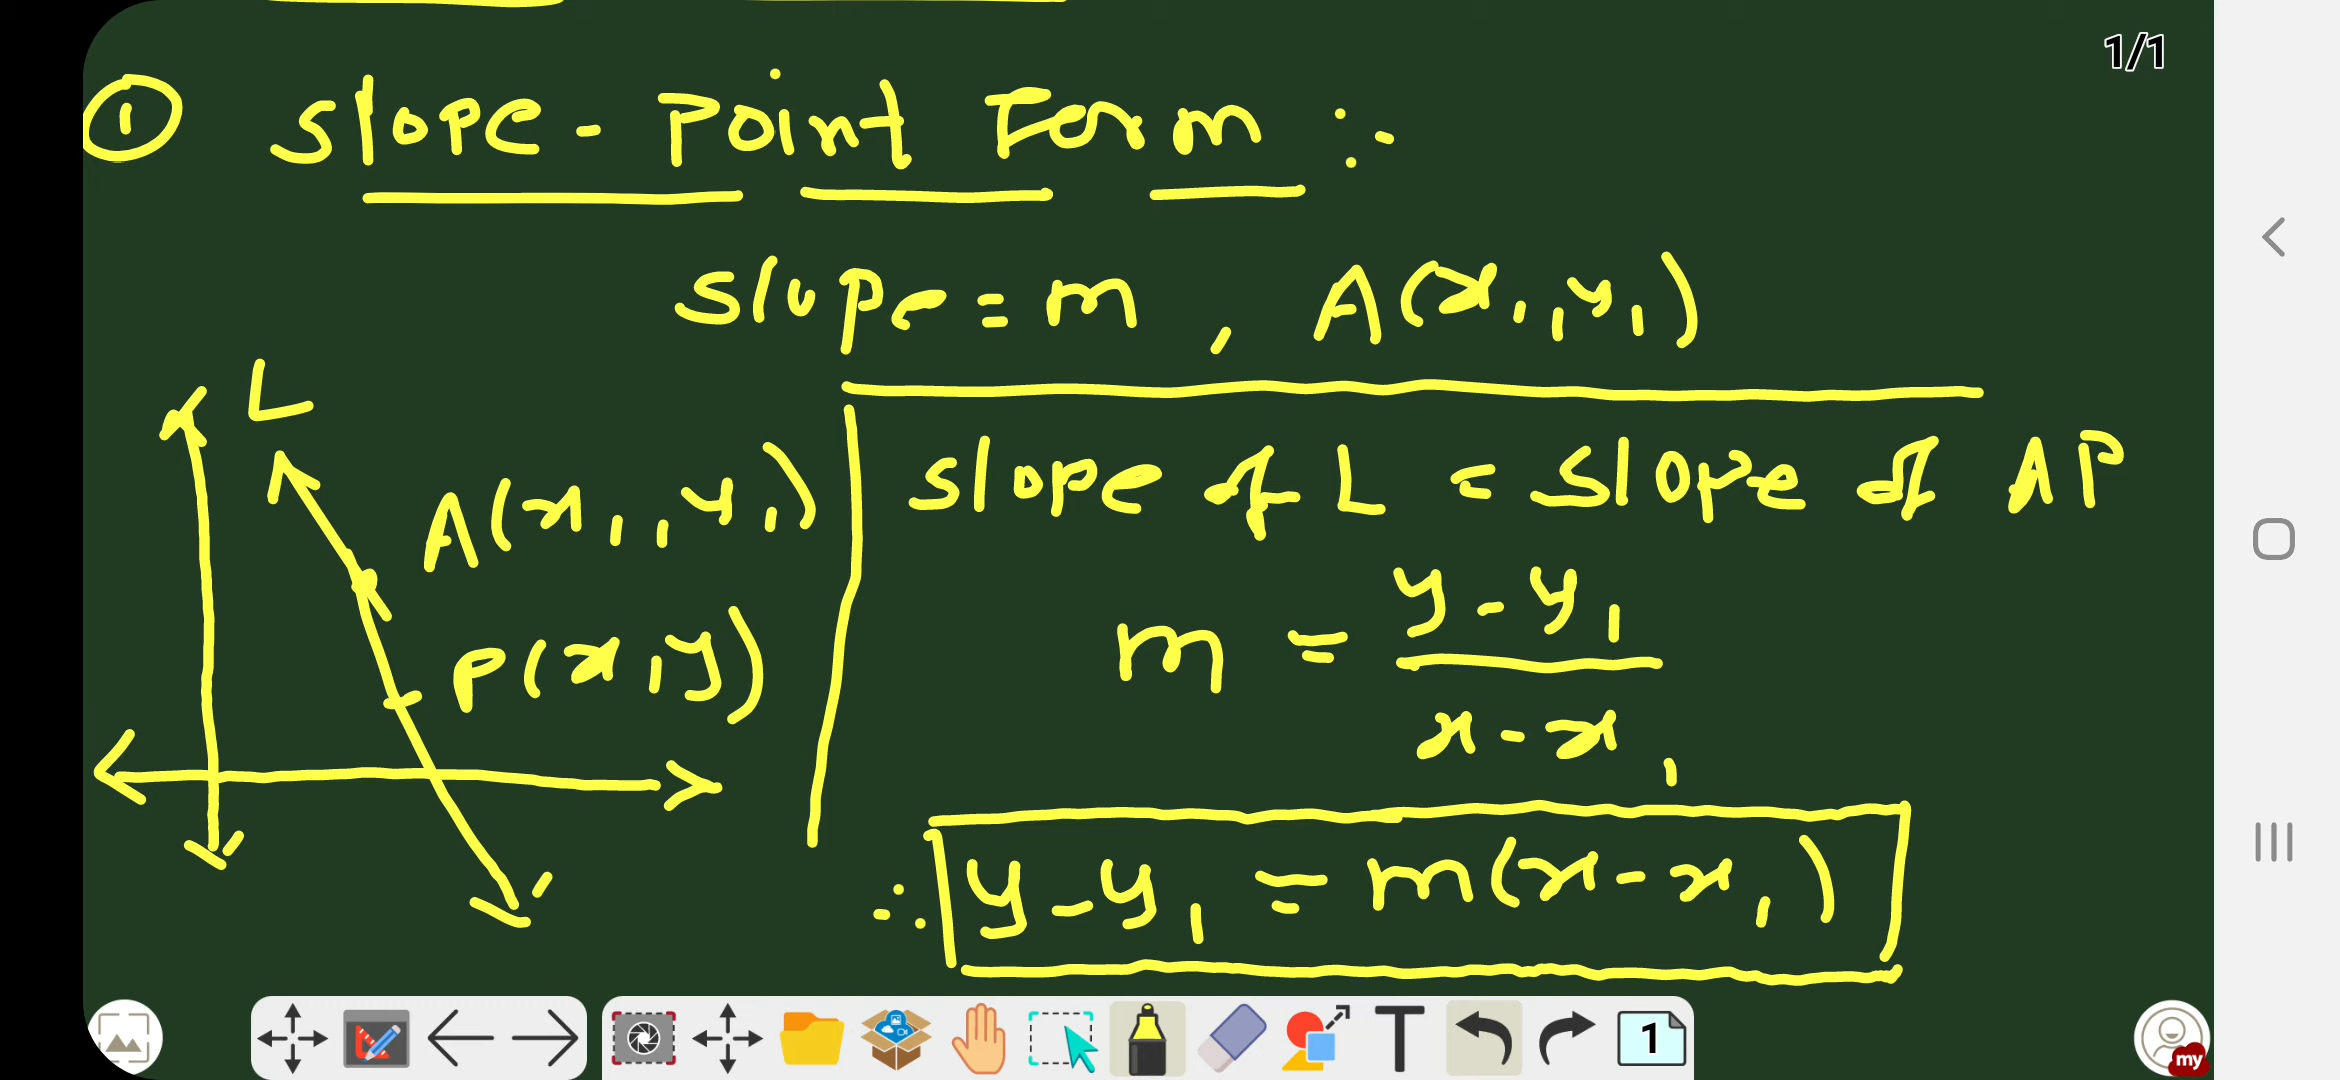 1/1
① Slope - Point Form :-
Slope = m , A(x₁, y₁)
L
A(x₁, y₁)
P(x, y)
Slope of L = Slope of AP
m = (y - y₁)/(x - x₁)
∴ y - y₁ = m(x - x₁)
T
1
my